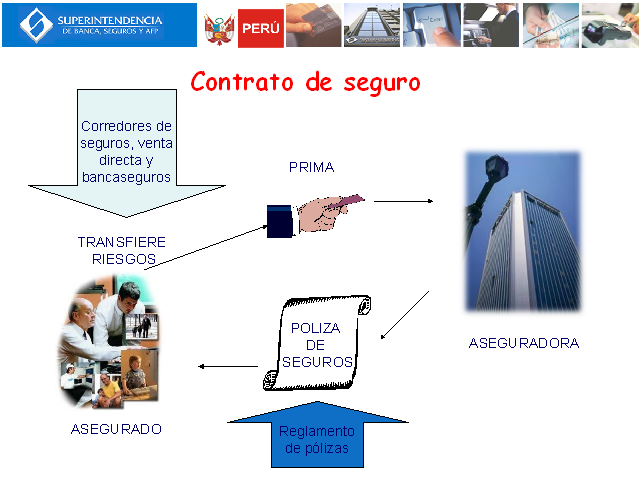 SUPERINTENDENCIA
DE BANCA, SEGUROS Y AFP
PERÚ
Contrato de seguro
Corredores de
seguros, venta
directa y
bancaseguros
PRIMA
TRANSFIERE
RIESGOS
POLIZA
DE
SEGUROS
ASEGURADORA
ASEGURADO
Reglamento
de pólizas